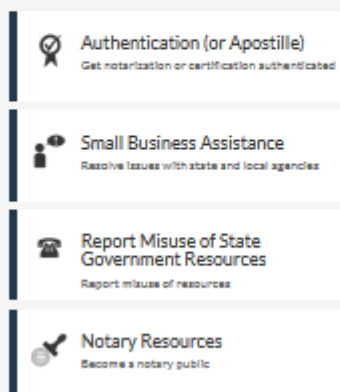 Authentication (or Apostille)
Get notarization or certification authenticated
Small Business Assistance
Resolve issues with state and local agencies
Report Misuse of State
Government Resources
Report misuse of resources
Notary Resources
Become a notary public